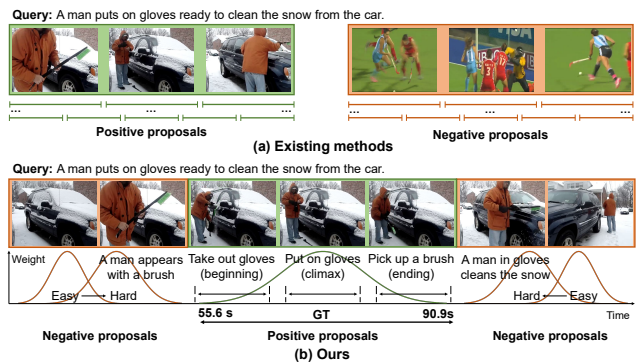 Query: A man puts on gloves ready to clean the snow from the car.
... ... ...
Positive proposals
... ... ...
Negative proposals
(a) Existing methods
Query: A man puts on gloves ready to clean the snow from the car.
Weight
A man appears
with a brush
Take out gloves
(beginning)
Put on gloves
(climax)
Pick up a brush
(ending)
A man in gloves
cleans the snow
Easy Hard
Hard Easy
55.6 s GT 90.9s
Time
Negative proposals
Positive proposals
Negative proposals
(b) Ours